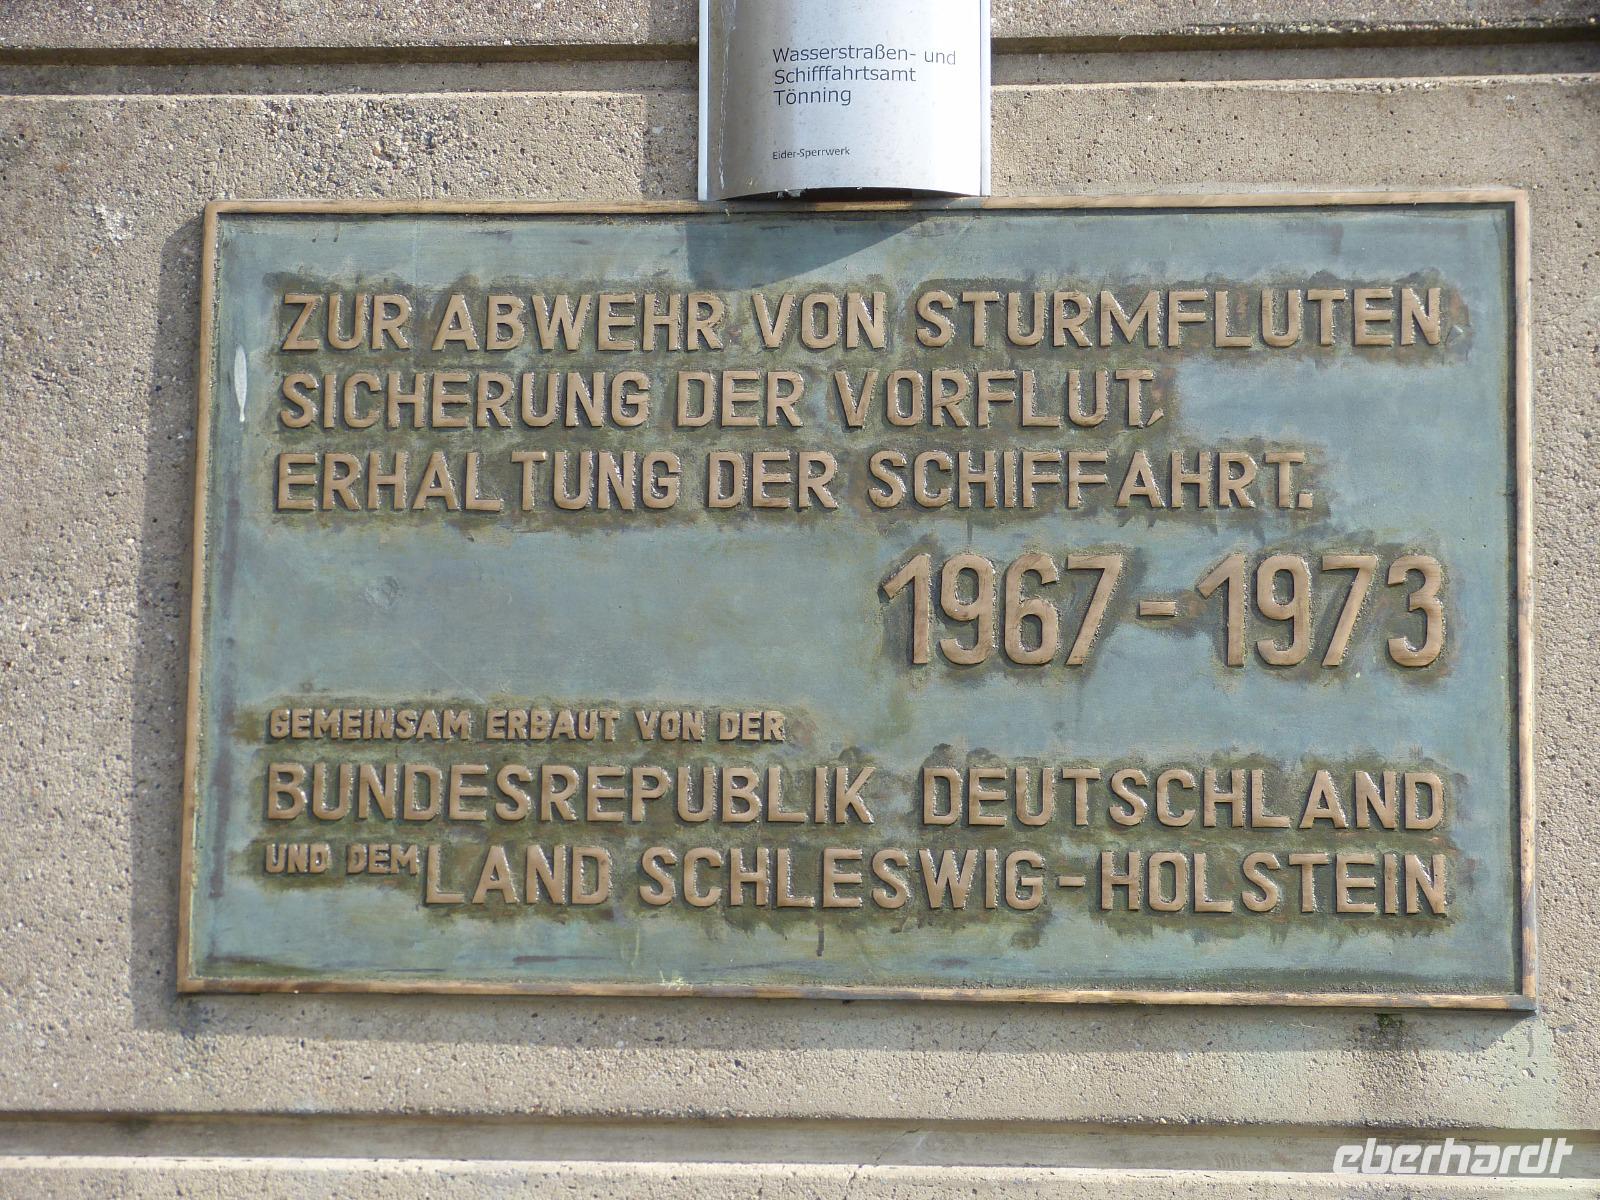 Wasserstraßen- und
Schifffahrtsamt
Tönning
Eider-Sperrwerk
ZUR ABWEHR VON STURMFLUTEN
SICHERUNG DER VORFLUT,
ERHALTUNG DER SCHIFFAHRT.
1967-1973
GEMEINSAM ERBAUT VON DER
BUNDESREPUBLIK DEUTSCHLAND
UND DEM LAND SCHLESWIG-HOLSTEIN
eberhardt